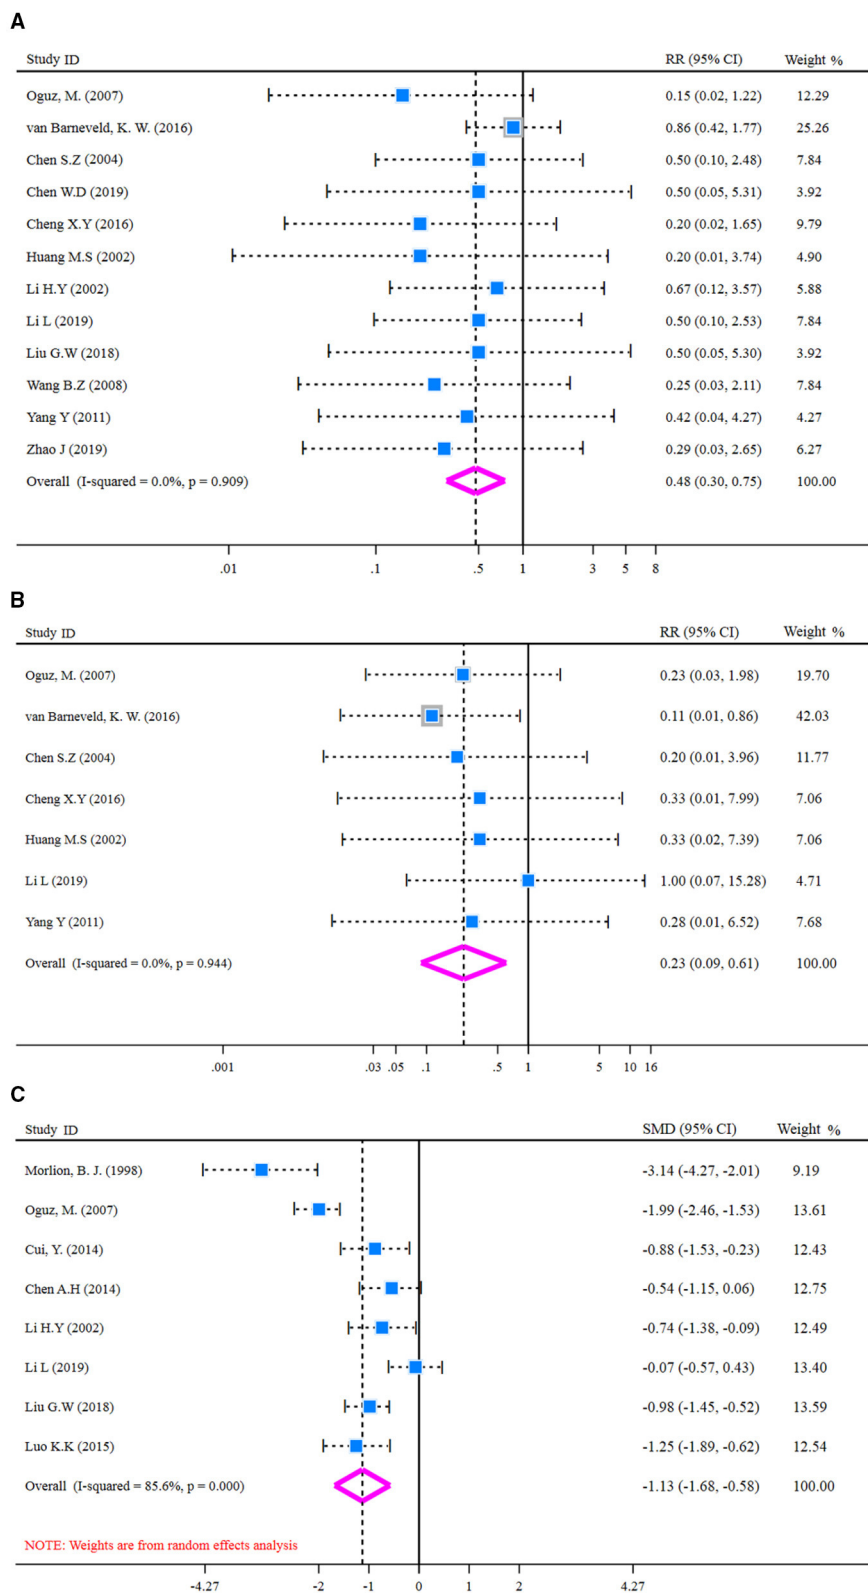 A
Study ID RR (95% CI) Weight %
Oguz, M. (2007) 0.15 (0.02, 1.22) 12.29
van Barneveld, K. W. (2016) 0.86 (0.42, 1.77) 25.26
Chen S.Z (2004) 0.50 (0.10, 2.48) 7.84
Chen W.D (2019) 0.50 (0.05, 5.31) 3.92
Cheng X.Y (2016) 0.20 (0.02, 1.65) 9.79
Huang M.S (2002) 0.20 (0.01, 3.74) 4.90
Li H.Y (2002) 0.67 (0.12, 3.57) 5.88
Li L (2019) 0.50 (0.10, 2.53) 7.84
Liu G.W (2018) 0.50 (0.05, 5.30) 3.92
Wang B.Z (2008) 0.25 (0.03, 2.11) 7.84
Yang Y (2011) 0.42 (0.04, 4.27) 4.27
Zhao J (2019) 0.29 (0.03, 2.65) 6.27
Overall (I-squared = 0.0%, p = 0.909) 0.48 (0.30, 0.75) 100.00
.01 .1 .5 1 3 5 8
B
Study ID RR (95% CI) Weight %
Oguz, M. (2007) 0.23 (0.03, 1.98) 19.70
van Barneveld, K. W. (2016) 0.11 (0.01, 0.86) 42.03
Chen S.Z (2004) 0.20 (0.01, 3.96) 11.77
Cheng X.Y (2016) 0.33 (0.01, 7.99) 7.06
Huang M.S (2002) 0.33 (0.02, 7.39) 7.06
Li L (2019) 1.00 (0.07, 15.28) 4.71
Yang Y (2011) 0.28 (0.01, 6.52) 7.68
Overall (I-squared = 0.0%, p = 0.944) 0.23 (0.09, 0.61) 100.00
.001 .03 .05 .1 .5 1 5 10 16
C
Study ID SMD (95% CI) Weight %
Morlion, B. J. (1998) -3.14 (-4.27, -2.01) 9.19
Oguz, M. (2007) -1.99 (-2.46, -1.53) 13.61
Cui, Y. (2014) -0.88 (-1.53, -0.23) 12.43
Chen A.H (2014) -0.54 (-1.15, 0.06) 12.75
Li H.Y (2002) -0.74 (-1.38, -0.09) 12.49
Li L (2019) -0.07 (-0.57, 0.43) 13.40
Liu G.W (2018) -0.98 (-1.45, -0.52) 13.59
Luo K.K (2015) -1.25 (-1.89, -0.62) 12.54
Overall (I-squared = 85.6%, p = 0.000) -1.13 (-1.68, -0.58) 100.00
NOTE: Weights are from random effects analysis
-4.27 -2 -1 0 1 2 4.27